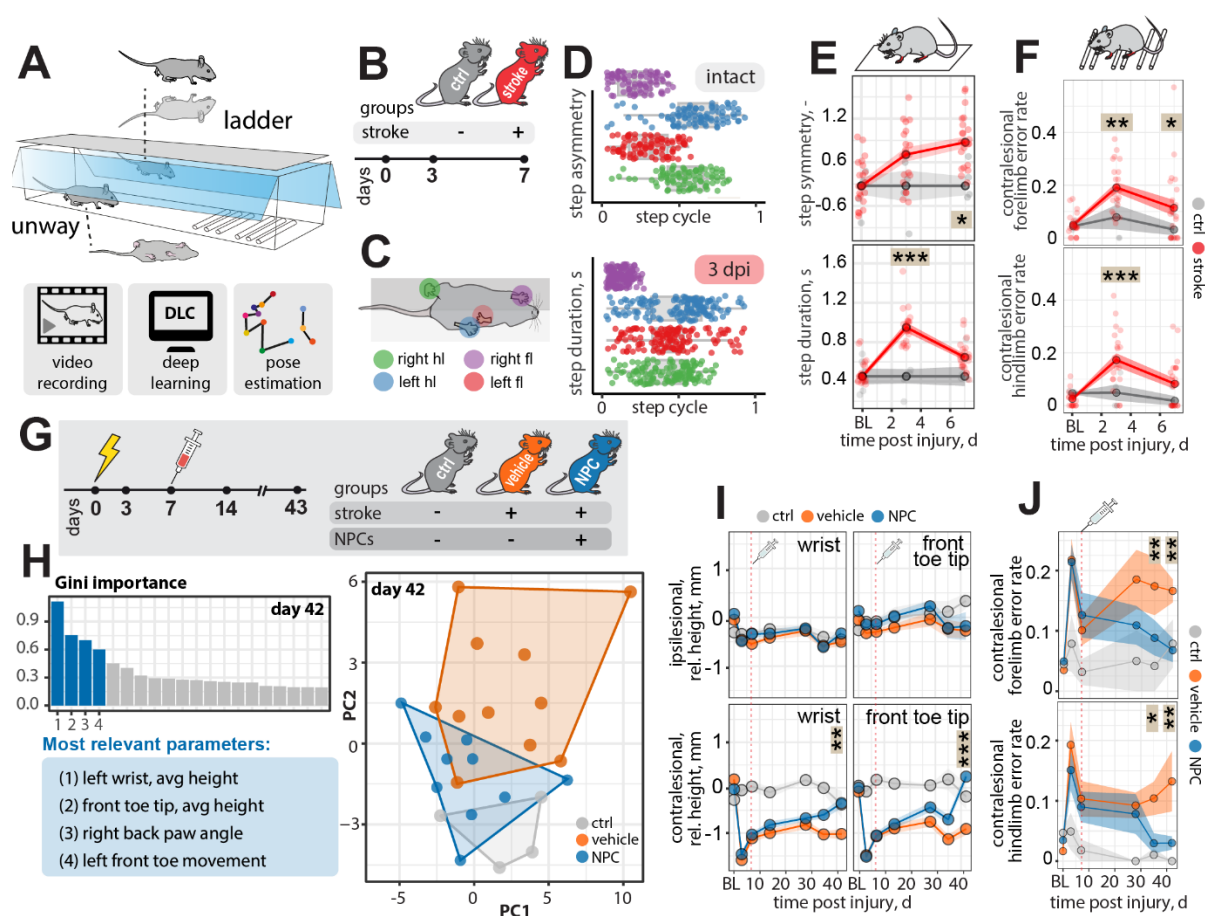 A
ladder
unway
video
recording
DLC
deep
learning
pose
estimation
B
ctrl
stroke
groups
stroke - +
days
0 3 7
C
right hl
right fl
left hl
left fl
D
intact
step asymmetry
0 1
step cycle
3 dpi
step duration, s
0 1
step cycle
E
step symmetry, -
1.2
0.6
-0.6
*
step duration, s
1.2
0.8
0.4
***
BL 2 4 6
time post injury, d
F
contralesional
forelimb error rate
0.4
0.2
0
** *
contralesional
hindlimb error rate
0.4
0.2
0
***
BL 2 4 6
time post injury, d
ctrl
stroke
G
days
0 3 7 14 43
ctrl
vehicle
NPC
groups
stroke - + +
NPCs - - +
H
Gini importance
day 42
0.9
0.6
0.3
0.0
1 2 3 4
Most relevant parameters:
(1) left wrist, avg height
(2) front toe tip, avg height
(3) right back paw angle
(4) left front toe movement
day 42
PC2
6
3
0
−3
-5 0 5 10
PC1
ctrl
vehicle
NPC
I
ctrl vehicle NPC
wrist
front
toe tip
ipsilesional,
rel. height, mm
1
0
-1
wrist
**
front toe tip
***
contralesional,
rel. height, mm
1
0
-1
BL 10 20 30 40 BL 10 20 30 40
time post injury, d
J
contralesional
forelimb error rate
0.2
0.1
0
** **
contralesional
hindlimb error rate
0.2
0.1
0
* **
BL 10 20 30 40
time post injury, d
ctrl
vehicle
NPC